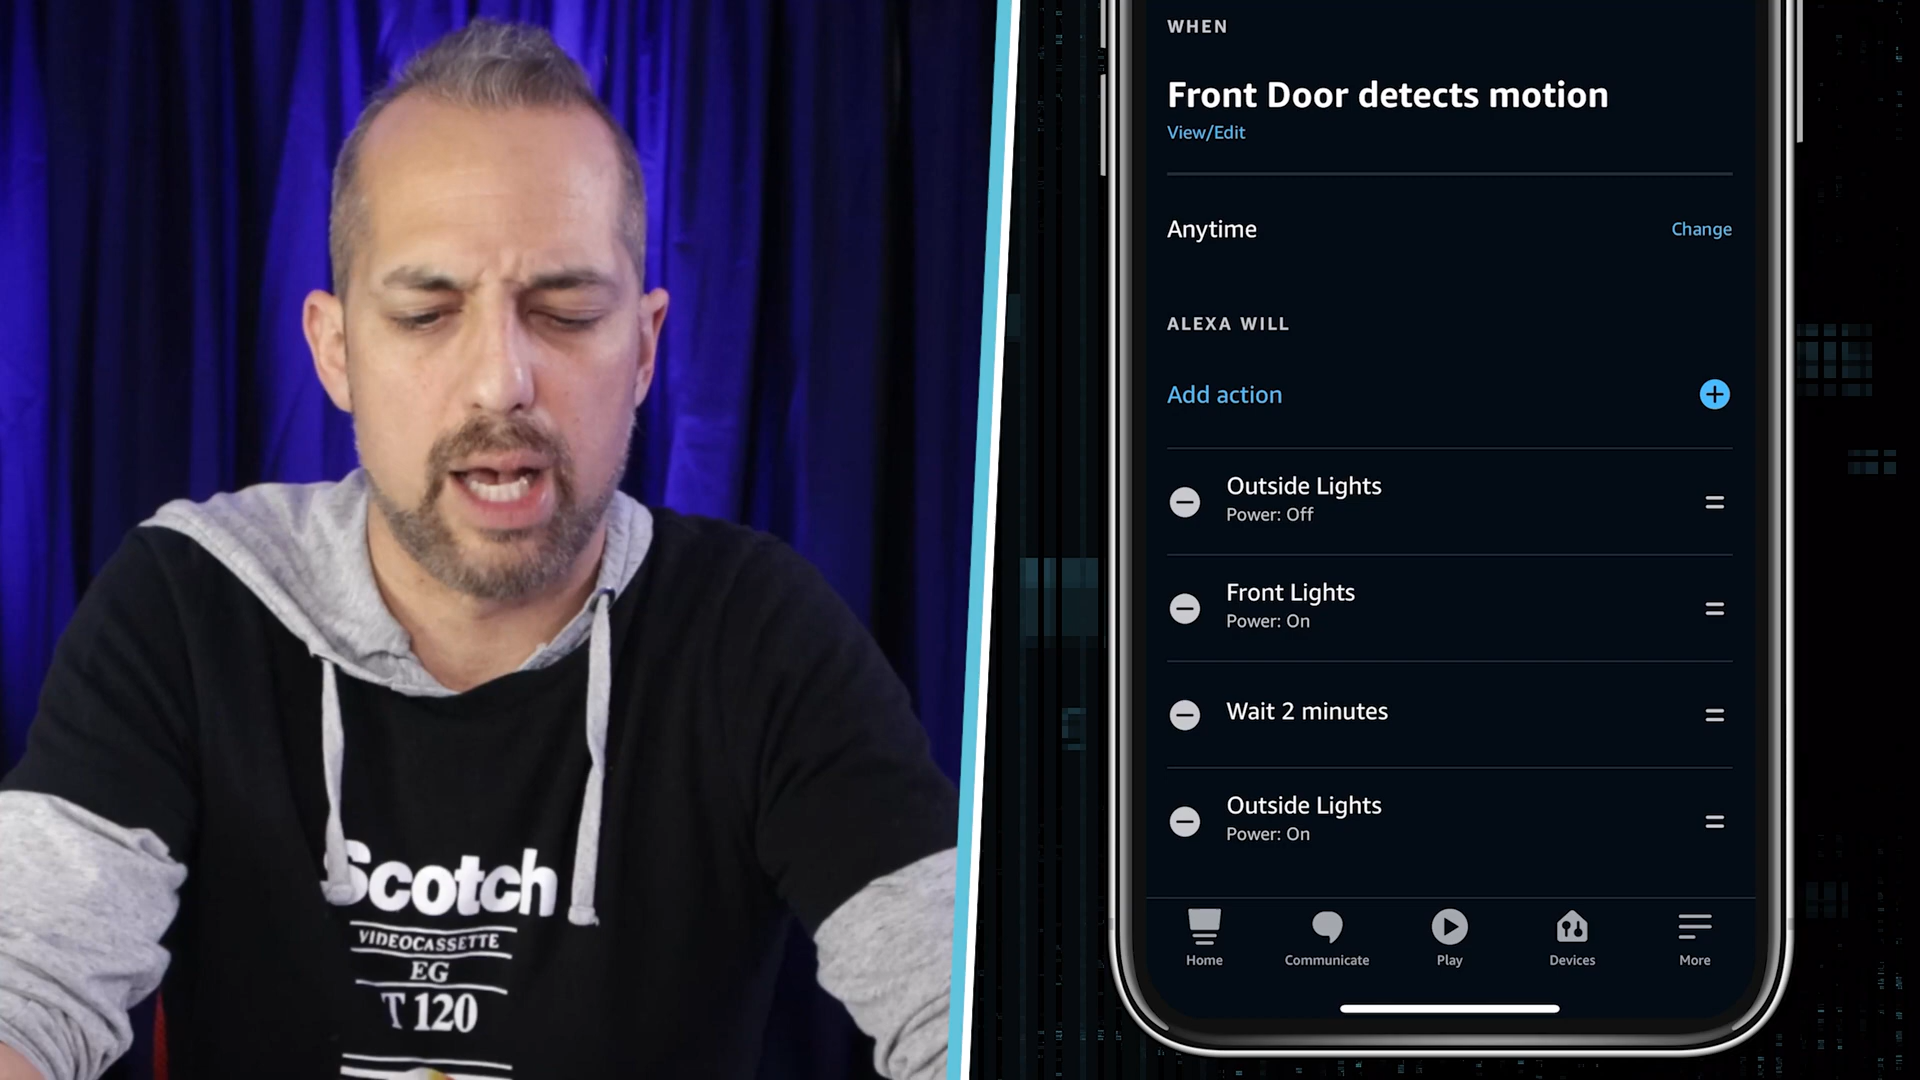 Scotch
VIDEOCASSETTE
EG
T 120
WHEN
Front Door detects motion
View/Edit
Anytime
Change
ALEXA WILL
Add action
Outside Lights
Power: Off
Front Lights
Power: On
Wait 2 minutes
Outside Lights
Power: On
Home
Communicate
Play
Devices
More